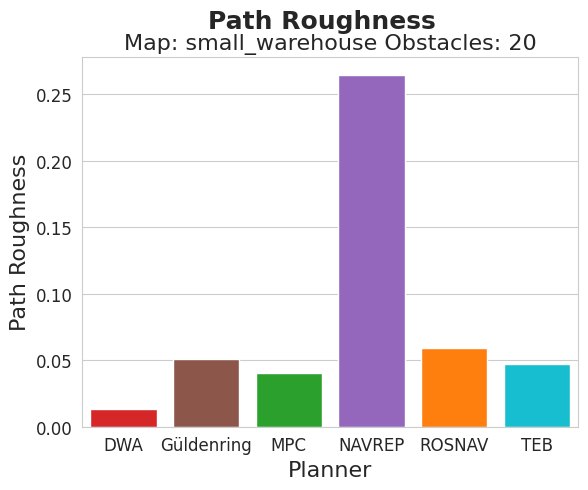 Path Roughness
Map: small_warehouse Obstacles: 20
Path Roughness
0.25
0.20
0.15
0.10
0.05
0.00
DWA Güldenring MPC NAVREP ROSNAV TEB
Planner